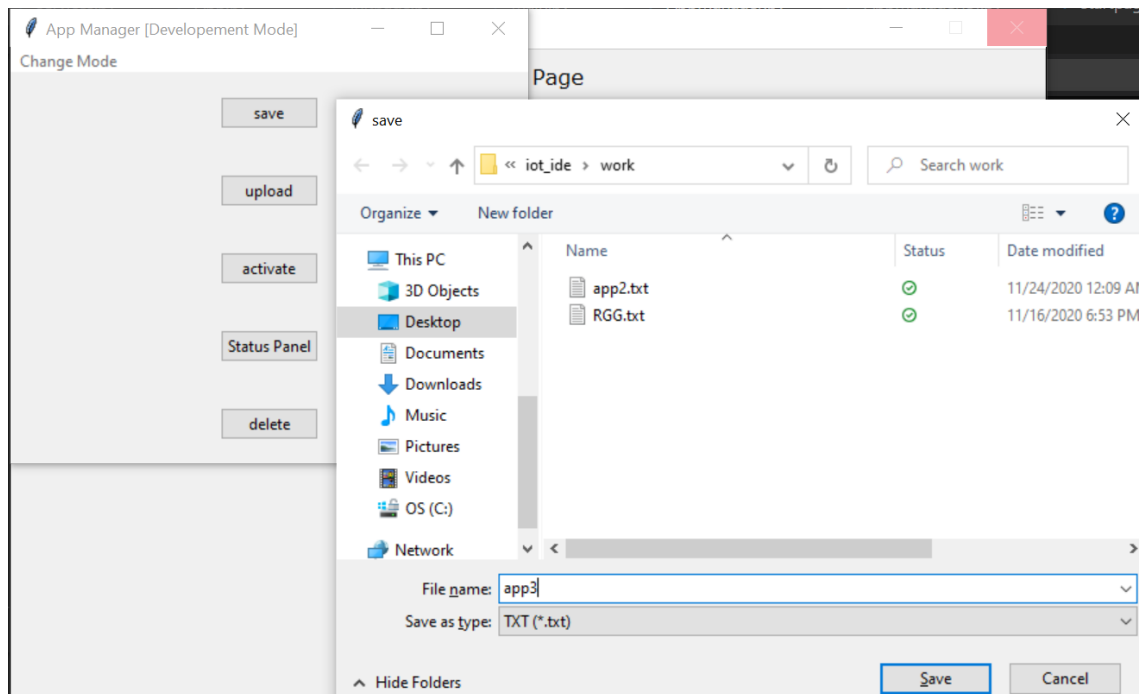 App Manager [Developement Mode]
Change Mode
Page
save
upload
activate
Status Panel
delete
save
« iot_ide > work
Search work
Organize
New folder
?
This PC
3D Objects
Desktop
Documents
Downloads
Music
Pictures
Videos
OS (C:)
Network
Name Status Date modified
app2.txt 11/24/2020 12:09 AM
RGG.txt 11/16/2020 6:53 PM
File name: app3
Save as type: TXT (*.txt)
Hide Folders
Save
Cancel